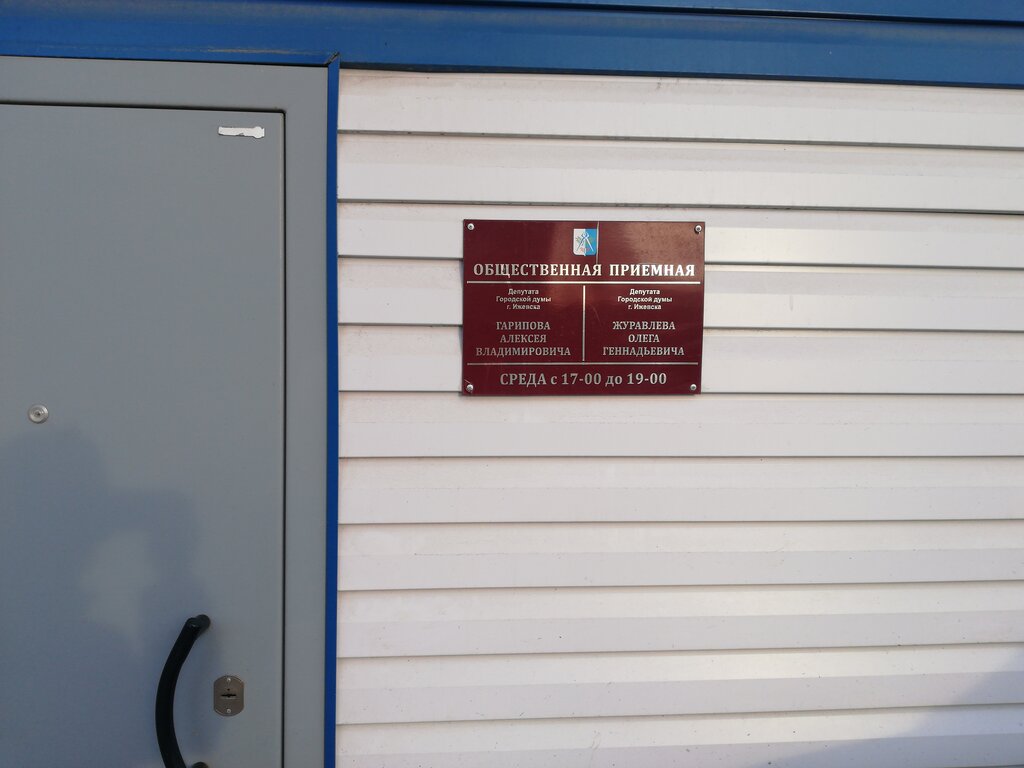 ОБЩЕСТВЕННАЯ ПРИЕМНАЯ
Депутата
Городской думы
г. Ижевска
ГАРИПОВА
АЛЕКСЕЯ
ВЛАДИМИРОВИЧА
Депутата
Городской думы
г. Ижевска
ЖУРАВЛЕВА
ОЛЕГА
ГЕННАДЬЕВИЧА
СРЕДА с 17-00 до 19-00